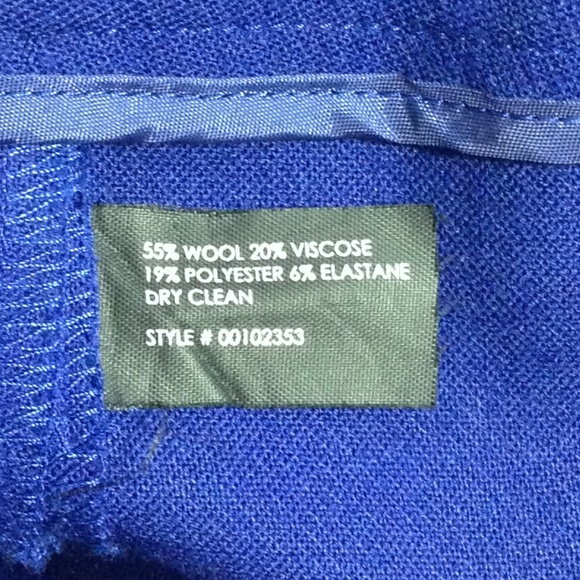 55% WOOL 20% VISCOSE
19% POLYESTER 6% ELASTANE
DRY CLEAN
STYLE # 00102353